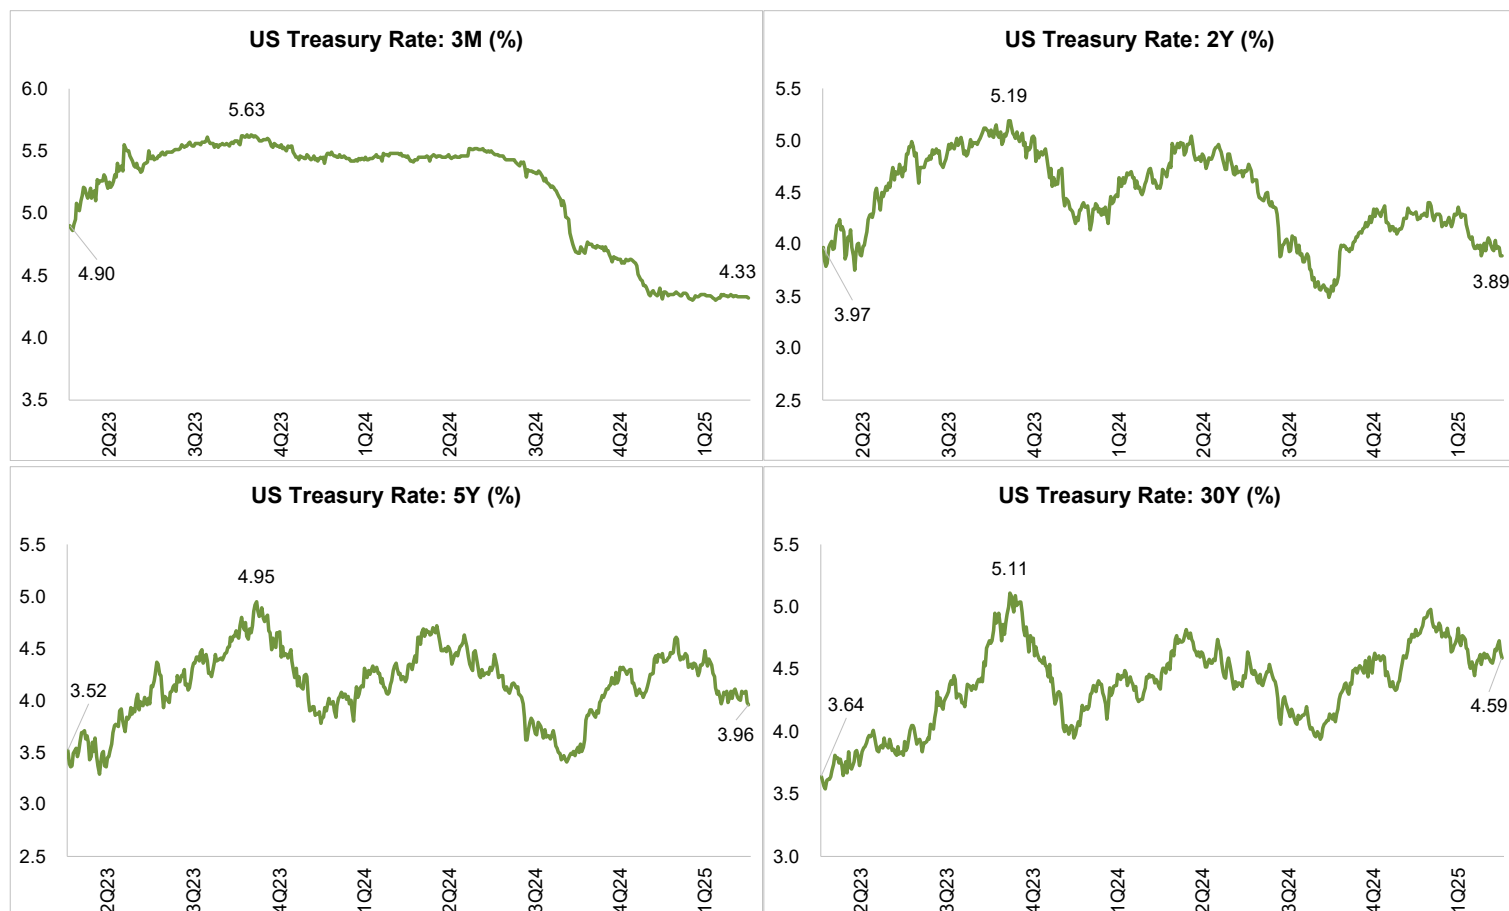 US Treasury Rate: 3M (%)
6.0
5.5
5.0
4.5
4.0
3.5
5.63
4.90
4.33
2Q23
3Q23
4Q23
1Q24
2Q24
3Q24
4Q24
1Q25
US Treasury Rate: 2Y (%)
5.5
5.0
4.5
4.0
3.5
3.0
2.5
5.19
3.97
3.89
2Q23
3Q23
4Q23
1Q24
2Q24
3Q24
4Q24
1Q25
US Treasury Rate: 5Y (%)
5.5
5.0
4.5
4.0
3.5
3.0
2.5
4.95
3.52
3.96
2Q23
3Q23
4Q23
1Q24
2Q24
3Q24
4Q24
1Q25
US Treasury Rate: 30Y (%)
5.5
5.0
4.5
4.0
3.5
3.0
5.11
3.64
4.59
2Q23
3Q23
4Q23
1Q24
2Q24
3Q24
4Q24
1Q25